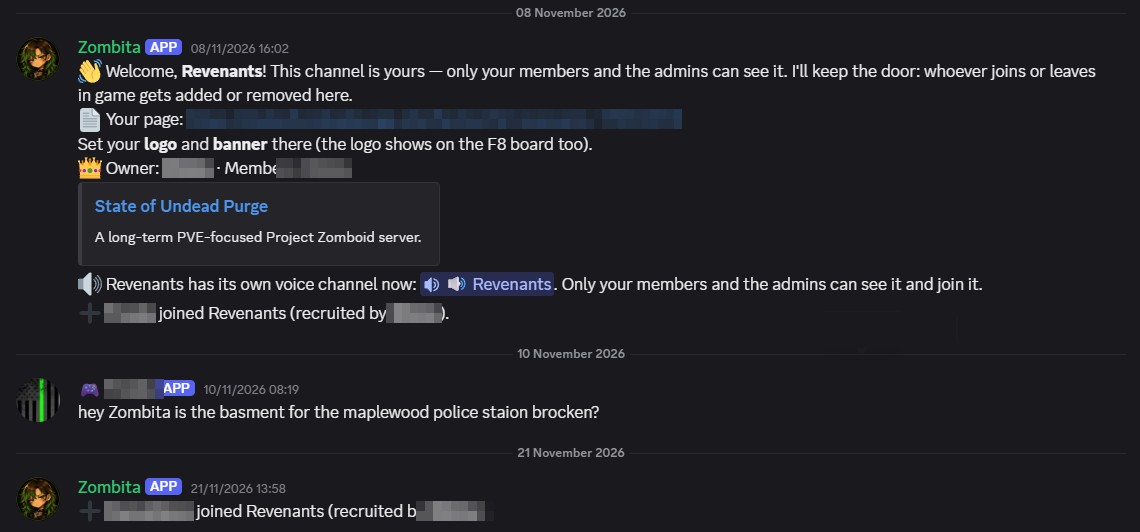 08 November 2026
Zombita APP 08/11/2026 16:02
👋 Welcome, Revenants! This channel is yours — only your members and the admins can see it. I'll keep the door: whoever joins or leaves
in game gets added or removed here.
📄 Your page:
Set your logo and banner there (the logo shows on the F8 board too).
👑 Owner: · Membe
State of Undead Purge
A long-term PVE-focused Project Zomboid server.
🔊 Revenants has its own voice channel now: 🔊 Revenants. Only your members and the admins can see it and join it.
➕ joined Revenants (recruited by ).
10 November 2026
🎮 APP 10/11/2026 08:19
hey Zombita is the basment for the maplewood police staion brocken?
21 November 2026
Zombita APP 21/11/2026 13:58
➕ joined Revenants (recruited b